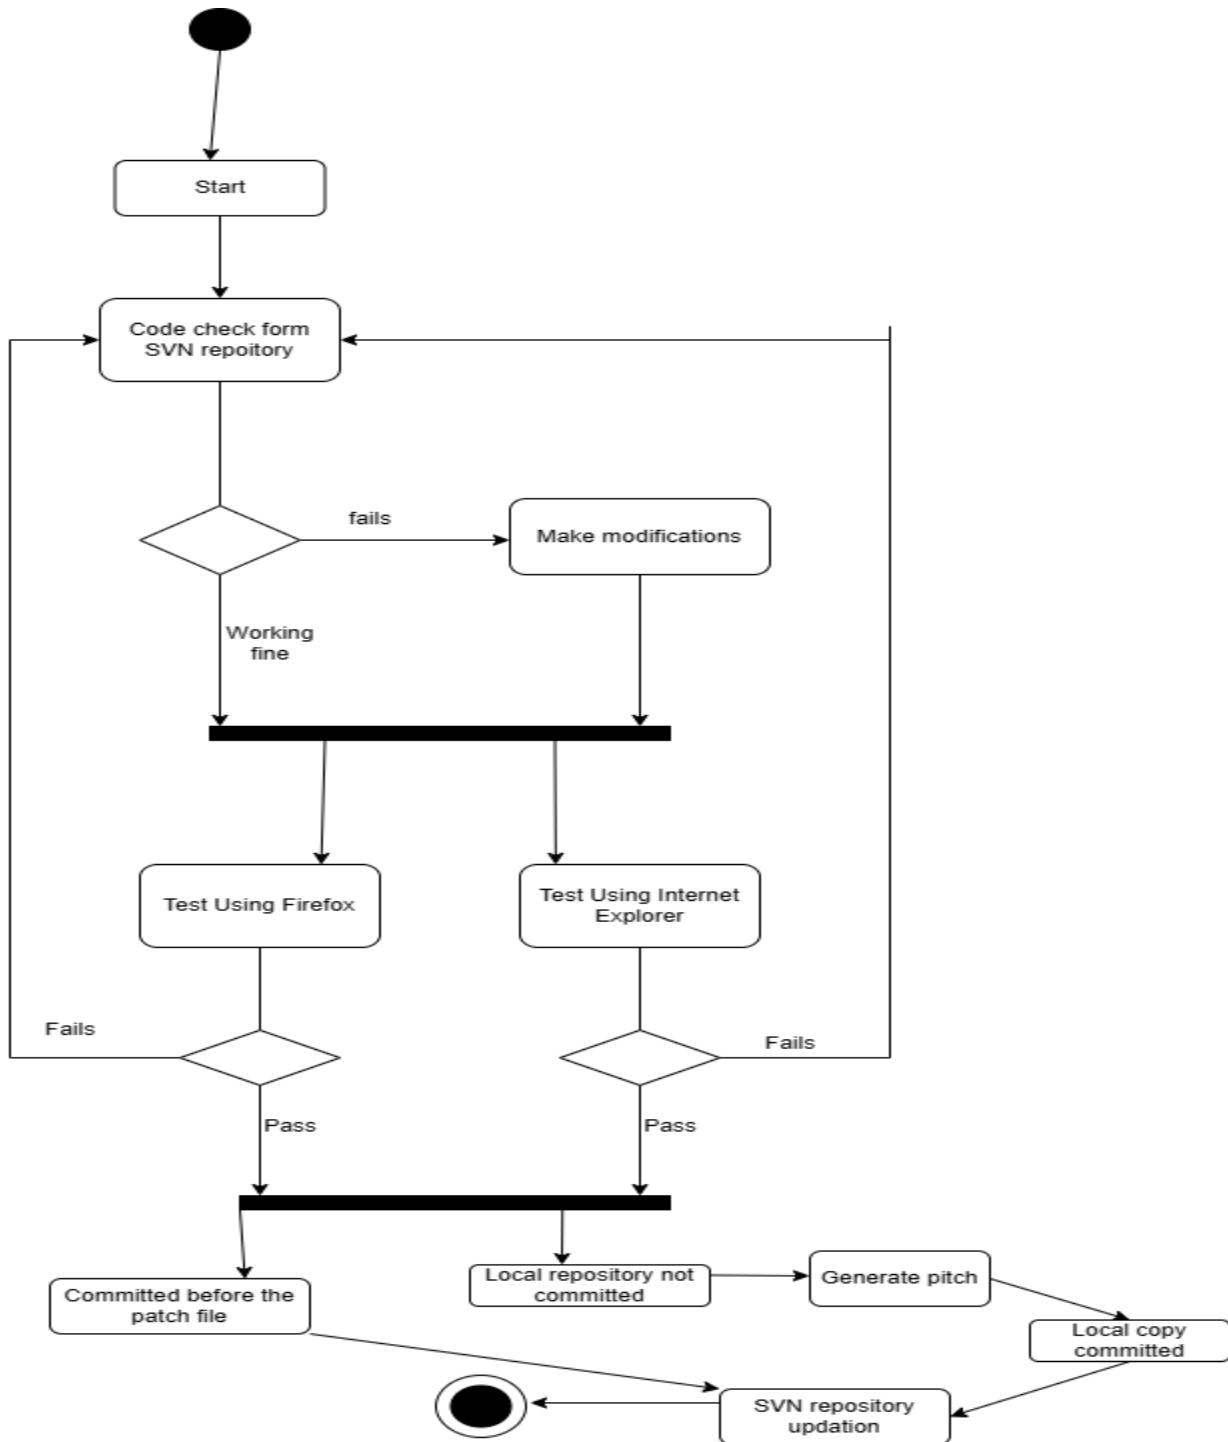 Start
Code check form
SVN repoitory
fails
Make modifications
Working
fine
Test Using Firefox
Test Using Internet
Explorer
Fails
Fails
Pass
Pass
Local repository not
committed
Generate pitch
Committed before the
patch file
Local copy
committed
SVN repository
updation